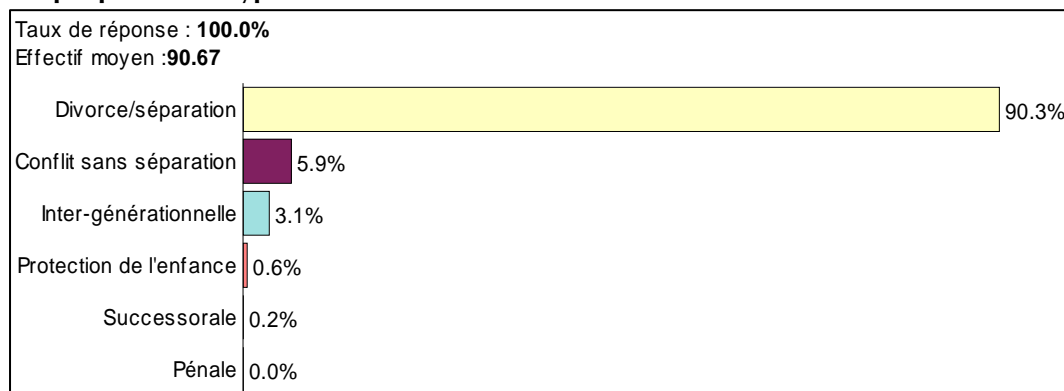 Taux de réponse : 100.0%
Effectif moyen :90.67
Divorce/séparation 90.3%
Conflit sans séparation 5.9%
Inter-générationnelle 3.1%
Protection de l'enfance 0.6%
Successorale 0.2%
Pénale 0.0%